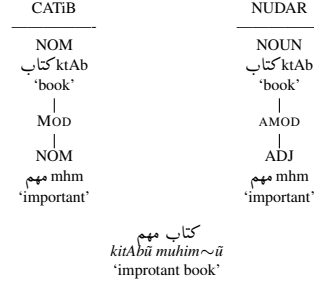 CATiB NUDAR
NOM NOUN
ktAb كتاب ktAb كتاب
‘book’ ‘book’
MOD AMOD
NOM ADJ
mhm مهم mhm مهم
‘important’ ‘important’
كتاب مهم
kitAbũ muhim∼ũ
‘improtant book’